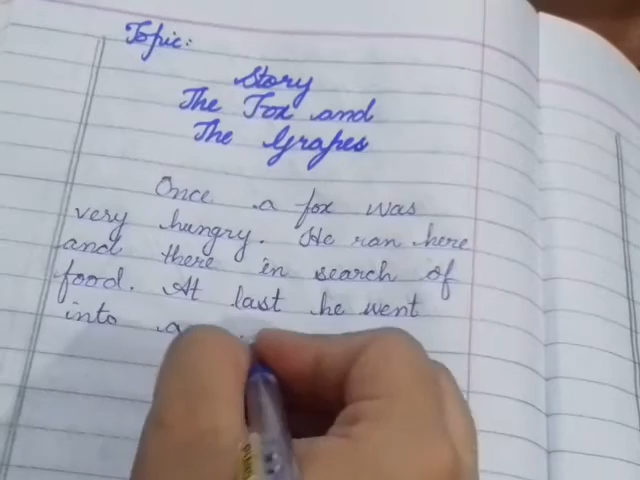 Topic:
Story
The Fox and
The Grapes
Once a fox was
very hungry. He ran here
and there in search of
food. At last he went
into a